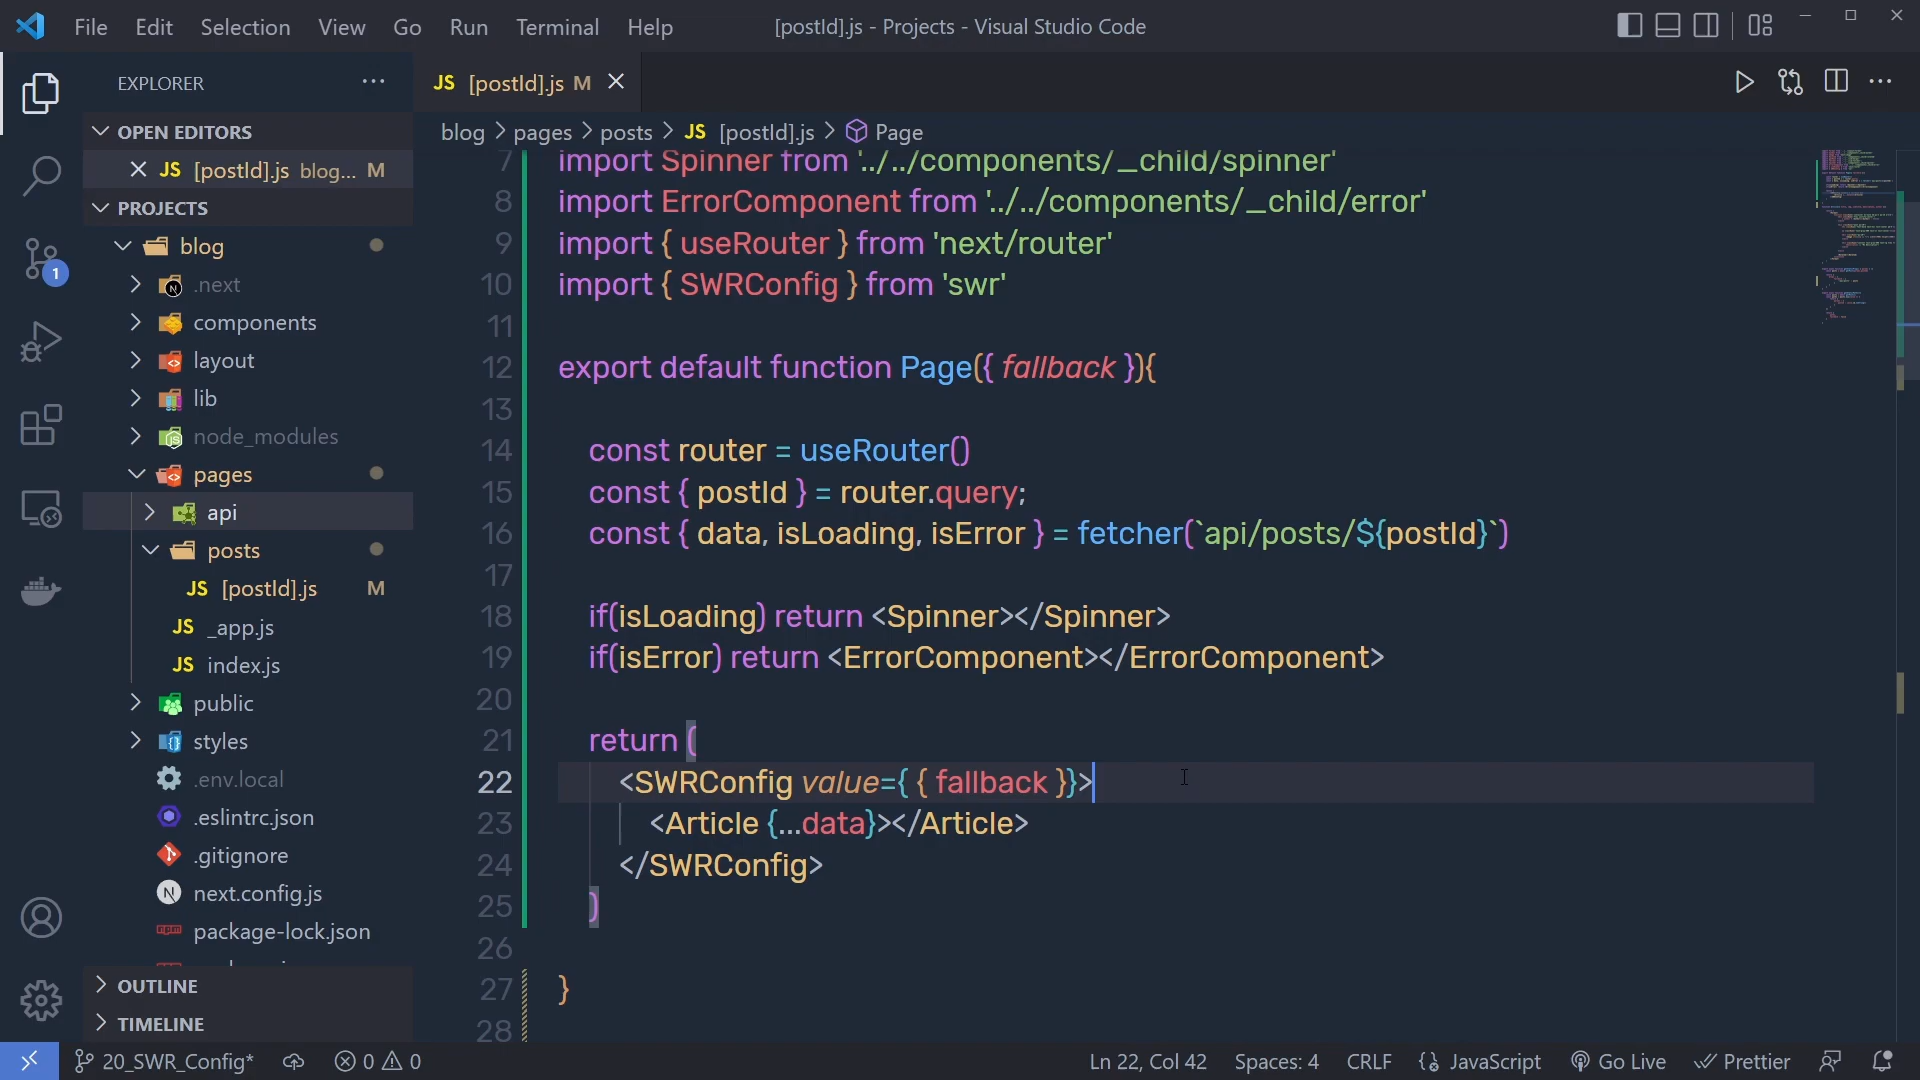 File Edit Selection View Go Run Terminal Help [postId].js - Projects - Visual Studio Code
EXPLORER
JS [postId].js M
OPEN EDITORS
JS [postId].js blog... M
PROJECTS
blog
.next
components
layout
lib
node_modules
pages
api
posts
JS [postId].js M
JS _app.js
JS index.js
public
styles
.env.local
.eslintrc.json
.gitignore
next.config.js
package-lock.json
OUTLINE
TIMELINE
1
blog > pages > posts > JS [postId].js > Page
7 import Spinner from '../../components/_child/spinner'
8 import ErrorComponent from '../../components/_child/error'
9 import { useRouter } from 'next/router'
10 import { SWRConfig } from 'swr'
11
12 export default function Page({ fallback }){
13
14 const router = useRouter()
15 const { postId } = router.query;
16 const { data, isLoading, isError } = fetcher(`api/posts/${postId}`)
17
18 if(isLoading) return <Spinner></Spinner>
19 if(isError) return <ErrorComponent></ErrorComponent>
20
21 return (
22 <SWRConfig value={ { fallback }}>
23 <Article {...data}></Article>
24 </SWRConfig>
25 )
26
27 }
28
20_SWR_Config* 0 0 Ln 22, Col 42 Spaces: 4 CRLF JavaScript Go Live Prettier